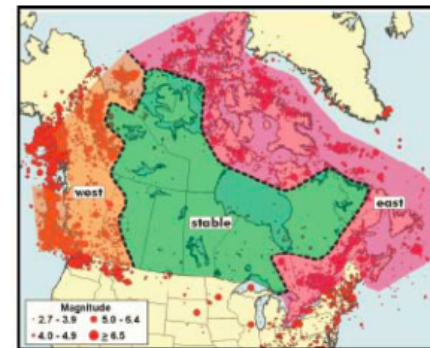 west
east
stable
Magnitude
2.7 - 3.9 5.0 - 6.4
4.0 - 4.9 ≥ 6.5